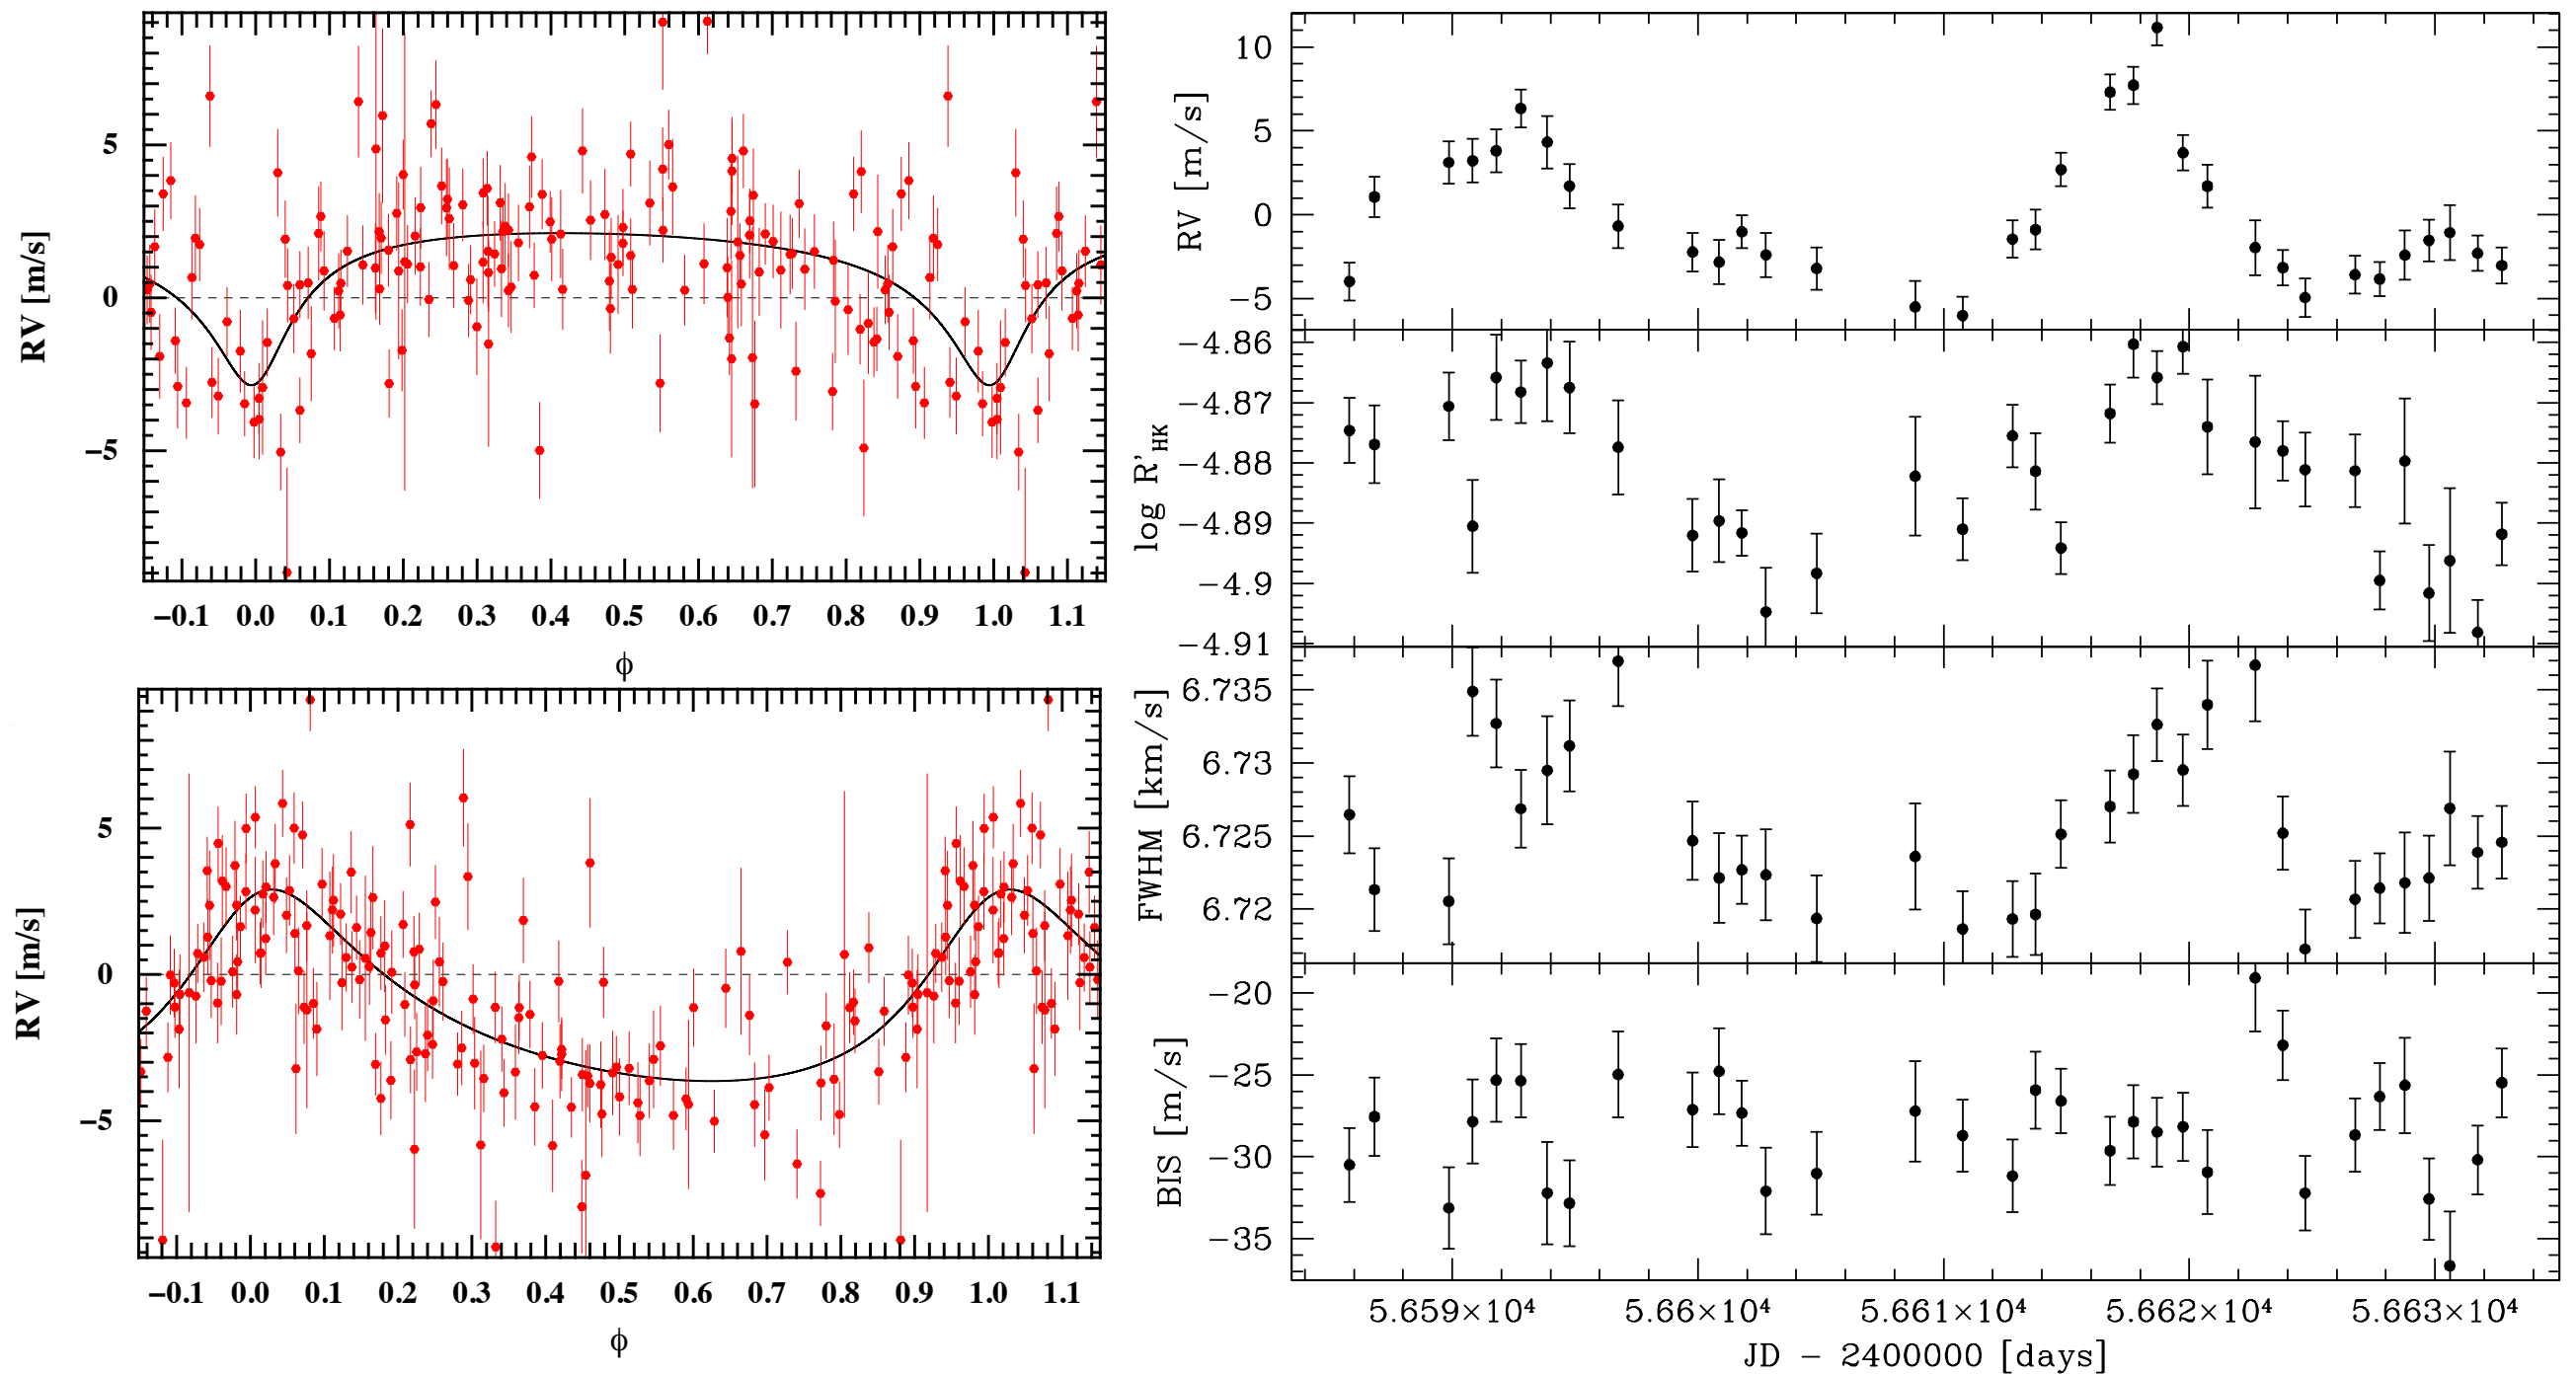 RV [m/s]
5
0
−5
−0.1 0.0 0.1 0.2 0.3 0.4 0.5 0.6 0.7 0.8 0.9 1.0 1.1
ϕ
RV [m/s]
5
0
−5
−0.1 0.0 0.1 0.2 0.3 0.4 0.5 0.6 0.7 0.8 0.9 1.0 1.1
ϕ
RV [m/s]
10
5
0
−5
log R'HK
−4.86
−4.87
−4.88
−4.89
−4.9
−4.91
FWHM [km/s]
6.735
6.73
6.725
6.72
BIS [m/s]
−20
−25
−30
−35
5.659×10⁴ 5.66×10⁴ 5.661×10⁴ 5.662×10⁴ 5.663×10⁴
JD − 2400000 [days]